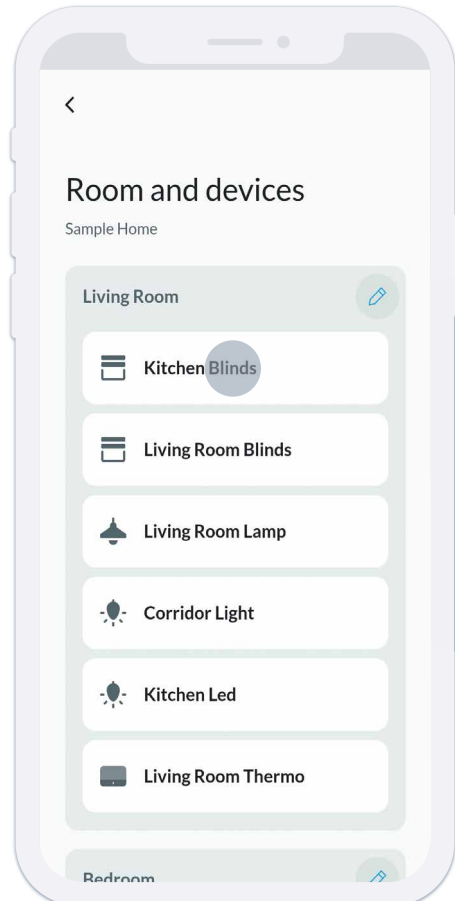 Room and devices
Sample Home
Living Room
Kitchen Blinds
Living Room Blinds
Living Room Lamp
Corridor Light
Kitchen Led
Living Room Thermo
Bedroom